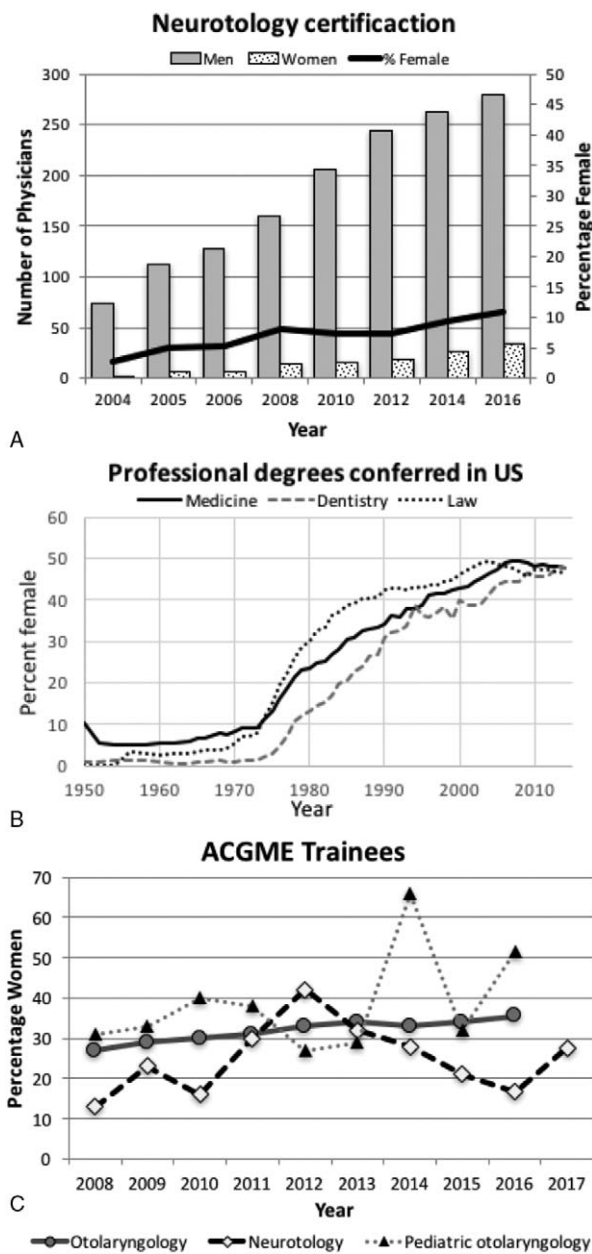 Neurotology certificaction
Men Women % Female
Number of Physicians
300
250
200
150
100
50
0
50
45
40
35
30
25
20
15
10
5
0
Percentage Female
2004 2005 2006 2008 2010 2012 2014 2016
Year
A
Professional degrees conferred in US
Medicine Dentistry Law
Percent female
60
50
40
30
20
10
0
1950 1960 1970 1980 1990 2000 2010
Year
B
ACGME Trainees
Percentage Women
70
60
50
40
30
20
10
0
2008 2009 2010 2011 2012 2013 2014 2015 2016 2017
Year
C
Otolaryngology Neurotology Pediatric otolaryngology